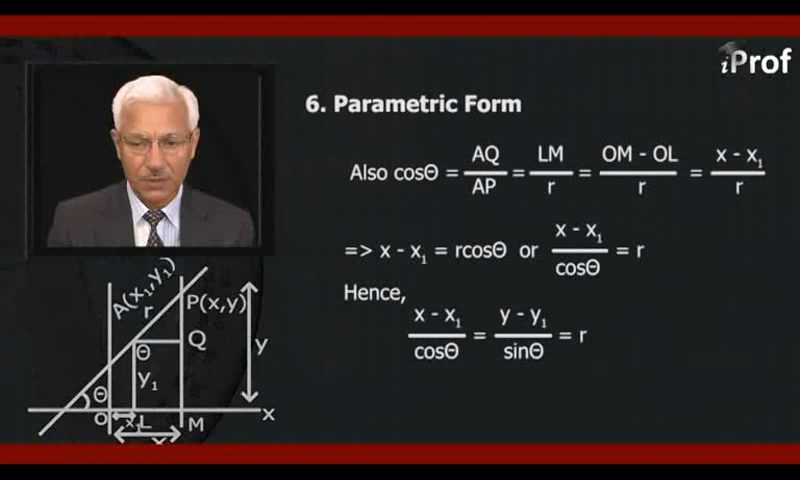 iProf
6. Parametric Form
Also cosΘ = AQ/AP = LM/r = OM - OL/r = x - x₁/r
=> x - x₁ = rcosΘ or x - x₁/cosΘ = r
Hence,
x - x₁/cosΘ = y - y₁/sinΘ = r
A(x₁,y₁)
r
P(x,y)
Θ
Q
y
Θ
y₁
O
x₁
L
M
x
x